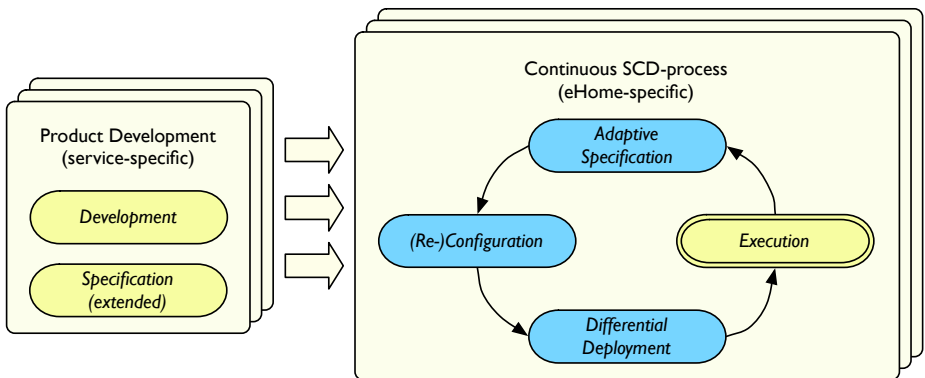 Product Development
(service-specific)
Development
Specification
(extended)
Continuous SCD-process
(eHome-specific)
Adaptive
Specification
(Re-)Configuration
Execution
Differential
Deployment